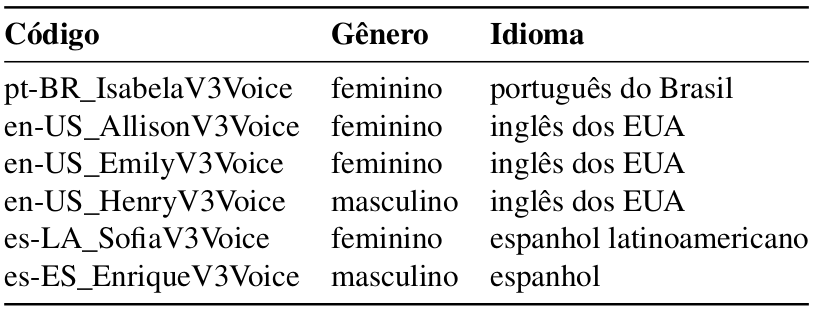 Código Gênero Idioma
pt-BR_IsabelaV3Voice feminino português do Brasil
en-US_AllisonV3Voice feminino inglês dos EUA
en-US_EmilyV3Voice feminino inglês dos EUA
en-US_HenryV3Voice masculino inglês dos EUA
es-LA_SofiaV3Voice feminino espanhol latinoamericano
es-ES_EnriqueV3Voice masculino espanhol